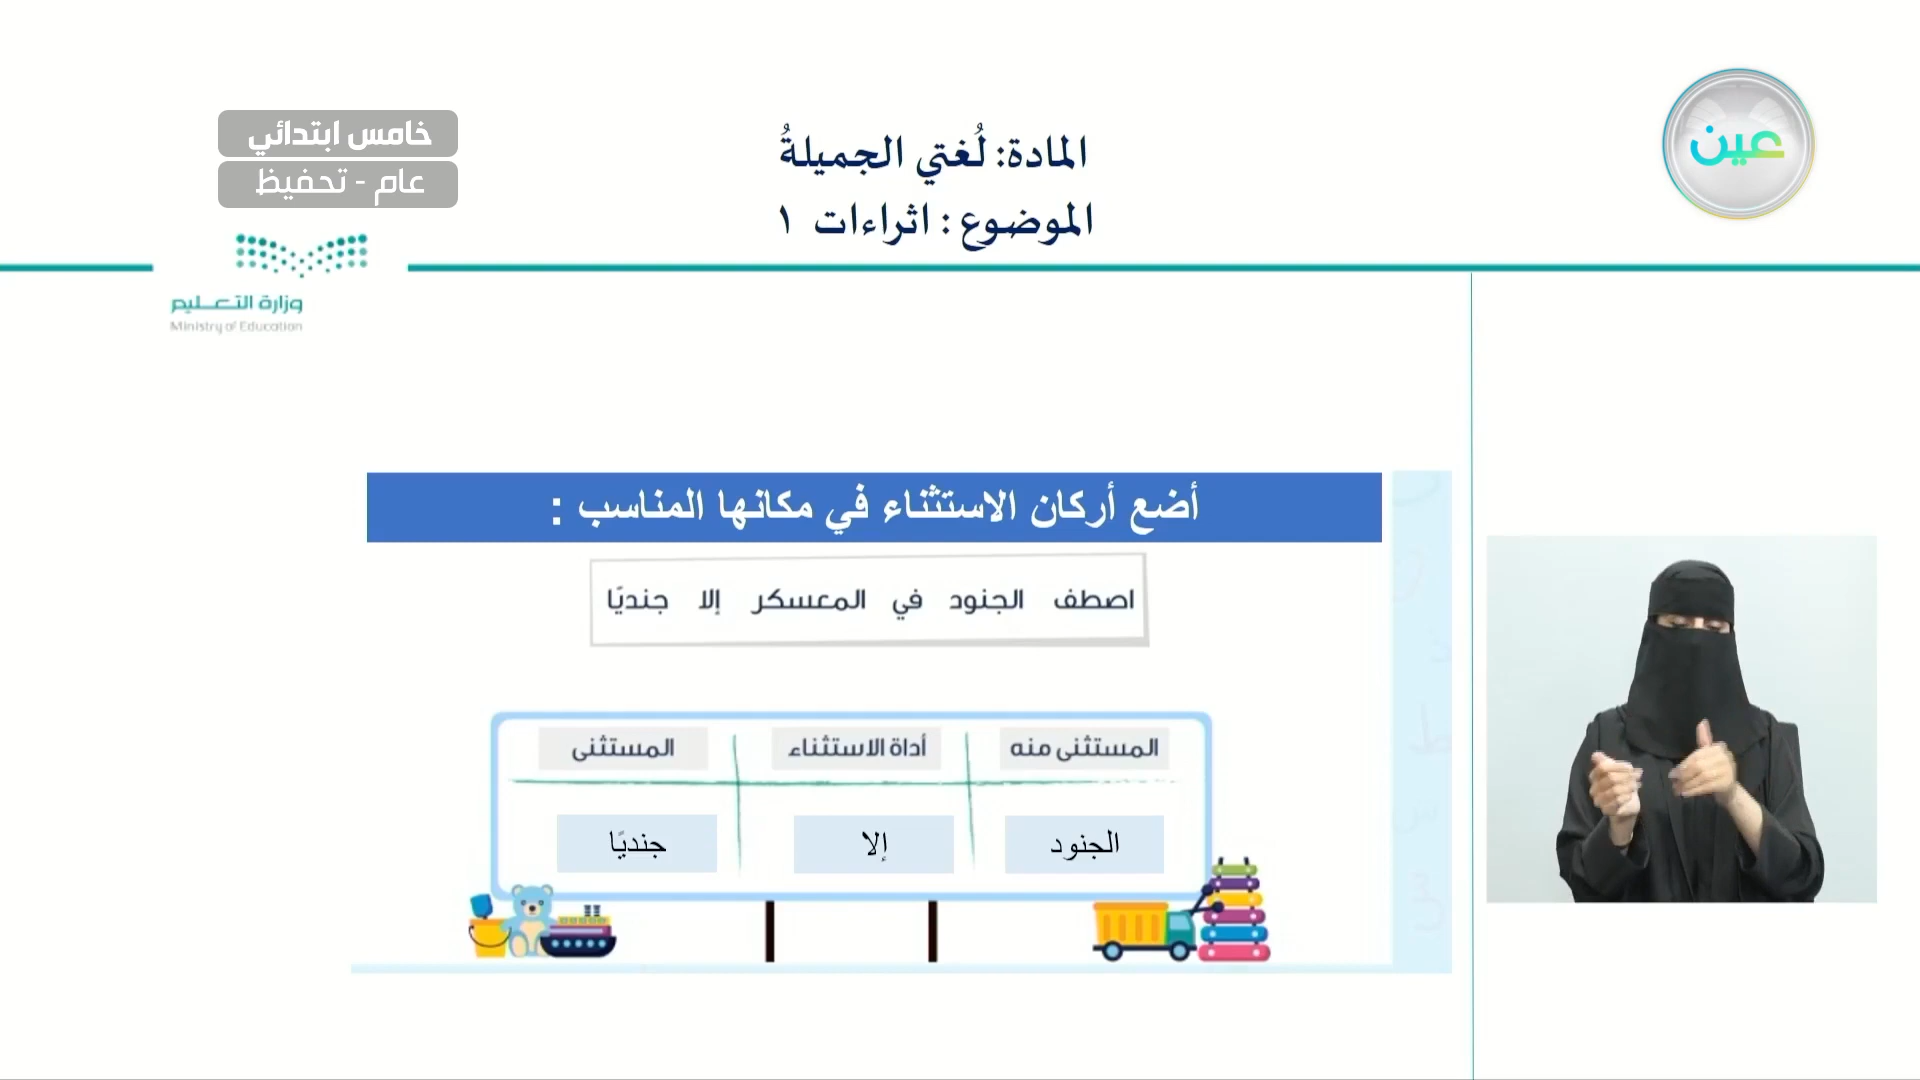 خامس ابتدائي
عام - تحفيظ
المادة: لُغتي الجميلةُ
الموضوع : اثراءات ١
عين
وزارة التعليم
Ministry of Education
أضع أركان الاستثناء في مكانها المناسب :
اصطف الجنود في المعسكر إلا جنديًا
المستثنى منه أداة الاستثناء المستثنى
الجنود إلا جنديًا